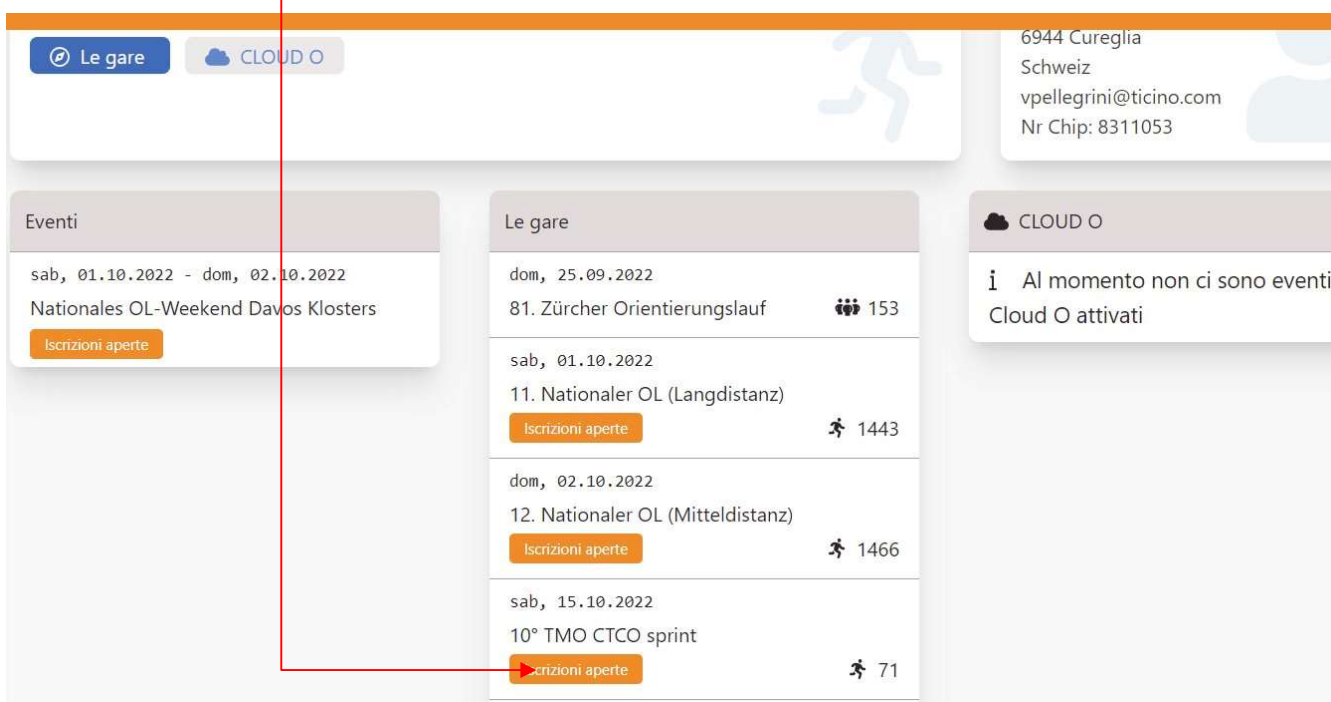 Le gare
CLOUD O
6944 Cureglia
Schweiz
vpellegrini@ticino.com
Nr Chip: 8311053
Eventi
sab, 01.10.2022 - dom, 02.10.2022
Nationales OL-Weekend Davos Klosters
Iscrizioni aperte
Le gare
dom, 25.09.2022
81. Zürcher Orientierungslauf 153
sab, 01.10.2022
11. Nationaler OL (Langdistanz)
Iscrizioni aperte 1443
dom, 02.10.2022
12. Nationaler OL (Mitteldistanz)
Iscrizioni aperte 1466
sab, 15.10.2022
10° TMO CTCO sprint
Iscrizioni aperte 71
CLOUD O
i Al momento non ci sono eventi
Cloud O attivati